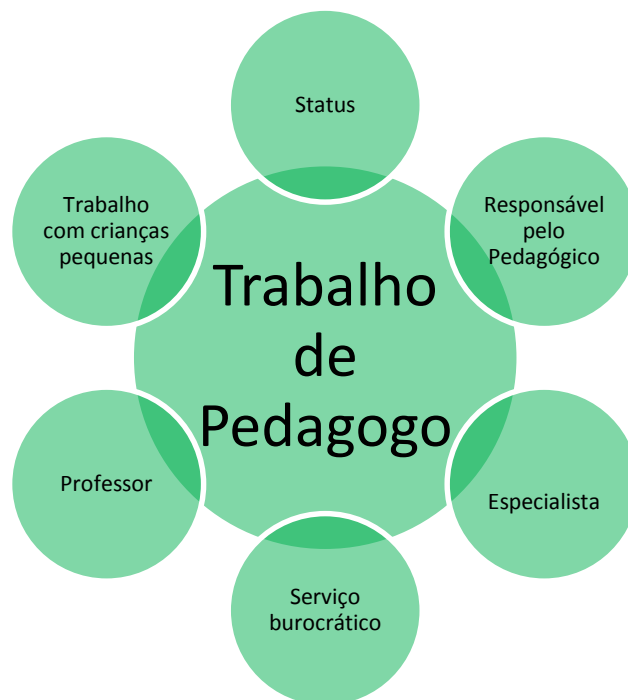 Status
Responsável
pelo
Pedagógico
Especialista
Serviço
burocrático
Professor
Trabalho
com crianças
pequenas
Trabalho
de
Pedagogo